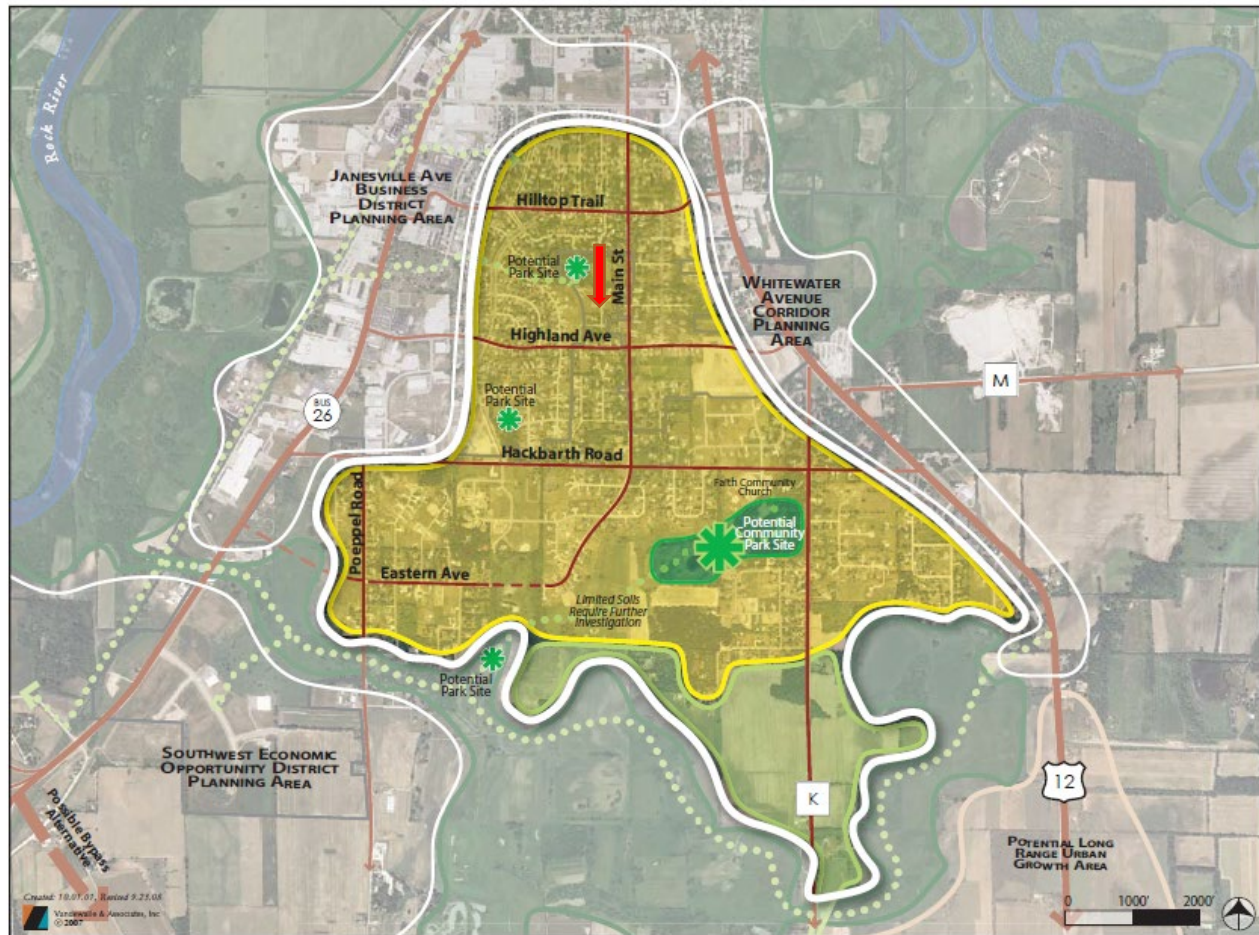 Rock River
JANESVILLE AVE
BUSINESS
DISTRICT
PLANNING AREA
Hilltop Trail
Potential
Park Site
Main St
WHITEWATER
AVENUE
CORRIDOR
PLANNING
AREA
Highland Ave
M
BUS
26
Potential
Park Site
Hackbarth Road
Poeppel Road
Faith Community
Church
Potential
Community
Park Site
Eastern Ave
Limited Soils
Require Further
Investigation
Potential
Park Site
SOUTHWEST ECONOMIC
OPPORTUNITY DISTRICT
PLANNING AREA
K
12
Possible Bypass
Alternative
POTENTIAL LONG
RANGE URBAN
GROWTH AREA
Created: 10.01.07, Revised 9.25.08
Vandewalle & Associates, Inc
© 2007
0 1000' 2000'